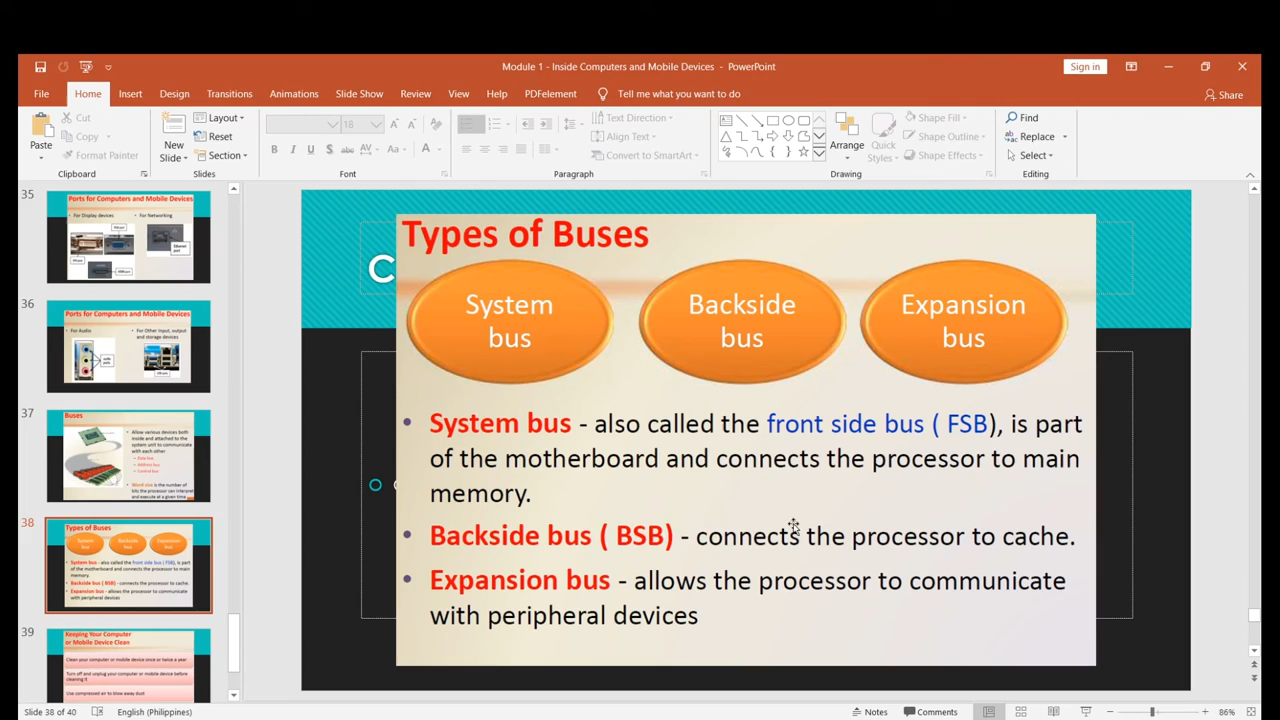 Module 1 - Inside Computers and Mobile Devices - PowerPoint
Sign in
File Home Insert Design Transitions Animations Slide Show Review View Help PDFelement Tell me what you want to do
Share
Paste
Cut
Copy
Format Painter
Clipboard
New
Slide
Layout
Reset
Section
Slides
18
B I U S abc AV Aa A
Font
Text Direction
Align Text
Convert to SmartArt
Paragraph
Arrange
Quick
Styles
Shape Fill
Shape Outline
Shape Effects
Drawing
Find
Replace
Select
Editing
35
Ports for Computers and Mobile Devices
For Display devices
For Networking
36
Ports for Computers and Mobile Devices
For Audio
For Other Input, output
and storage devices
37
Buses
Allow various devices both
inside and attached to the
system unit to communicate
with each other
Data bus
Address bus
Control bus
Word size is the number of
bits the processor can interpret
and execute at a given time
38
Types of Buses
System
bus
Backside
bus
Expansion
bus
System bus - also called the front side bus ( FSB), is part
of the motherboard and connects the processor to main
memory.
Backside bus ( BSB) - connects the processor to cache.
Expansion bus - allows the processor to communicate
with peripheral devices
39
Keeping Your Computer
or Mobile Device Clean
Clean your computer or mobile device once or twice a year
Turn off and unplug your computer or mobile device before
cleaning it
Use compressed air to blow away dust
C
Types of Buses
System
bus
Backside
bus
Expansion
bus
• System bus - also called the front side bus ( FSB), is part
of the motherboard and connects the processor to main
memory.
• Backside bus ( BSB) - connects the processor to cache.
• Expansion bus - allows the processor to communicate
with peripheral devices
Slide 38 of 40 English (Philippines) Notes Comments 86%